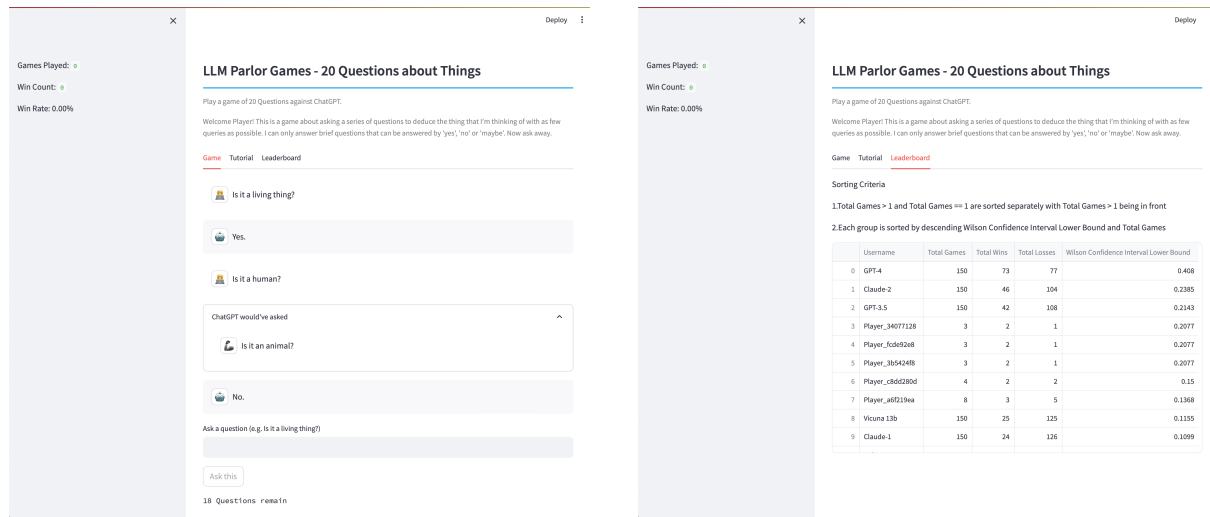 Deploy
Games Played: 0
Win Count: 0
Win Rate: 0.00%
LLM Parlor Games - 20 Questions about Things
Play a game of 20 Questions against ChatGPT.
Welcome Player! This is a game about asking a series of questions to deduce the thing that I'm thinking of with as few
queries as possible. I can only answer brief questions that can be answered by 'yes', 'no' or 'maybe'. Now ask away.
Game Tutorial Leaderboard
Is it a living thing?
Yes.
Is it a human?
ChatGPT would've asked
Is it an animal?
No.
Ask a question (e.g. Is it a living thing?)
Ask this
18 Questions remain
Deploy
Games Played: 0
Win Count: 0
Win Rate: 0.00%
LLM Parlor Games - 20 Questions about Things
Play a game of 20 Questions against ChatGPT.
Welcome Player! This is a game about asking a series of questions to deduce the thing that I'm thinking of with as few
queries as possible. I can only answer brief questions that can be answered by 'yes', 'no' or 'maybe'. Now ask away.
Game Tutorial Leaderboard
Sorting Criteria
1.Total Games > 1 and Total Games == 1 are sorted separately with Total Games > 1 being in front
2.Each group is sorted by descending Wilson Confidence Interval Lower Bound and Total Games
Username Total Games Total Wins Total Losses Wilson Confidence Interval Lower Bound
0 GPT-4 150 73 77 0.408
1 Claude-2 150 46 104 0.2385
2 GPT-3.5 150 42 108 0.2143
3 Player_34077128 3 2 1 0.2077
4 Player_fcde92e8 3 2 1 0.2077
5 Player_3b5424f8 3 2 1 0.2077
6 Player_c8dd280d 4 2 2 0.15
7 Player_a6f219ea 8 3 5 0.1368
8 Vicuna 13b 150 25 125 0.1155
9 Claude-1 150 24 126 0.1099